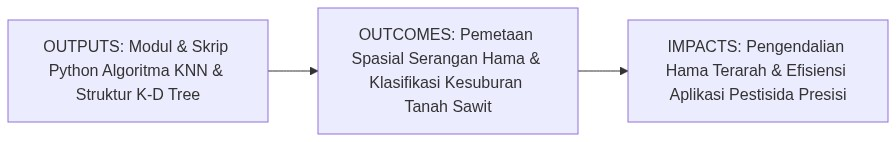 OUTPUTS: Modul & Skrip
Python Algoritma KNN &
Struktur K-D Tree
OUTCOMES: Pemetaan
Spasial Serangan Hama &
Klasifikasi Kesuburan
Tanah Sawit
IMPACTS: Pengendalian
Hama Terarah & Efisiensi
Aplikasi Pestisida Presisi